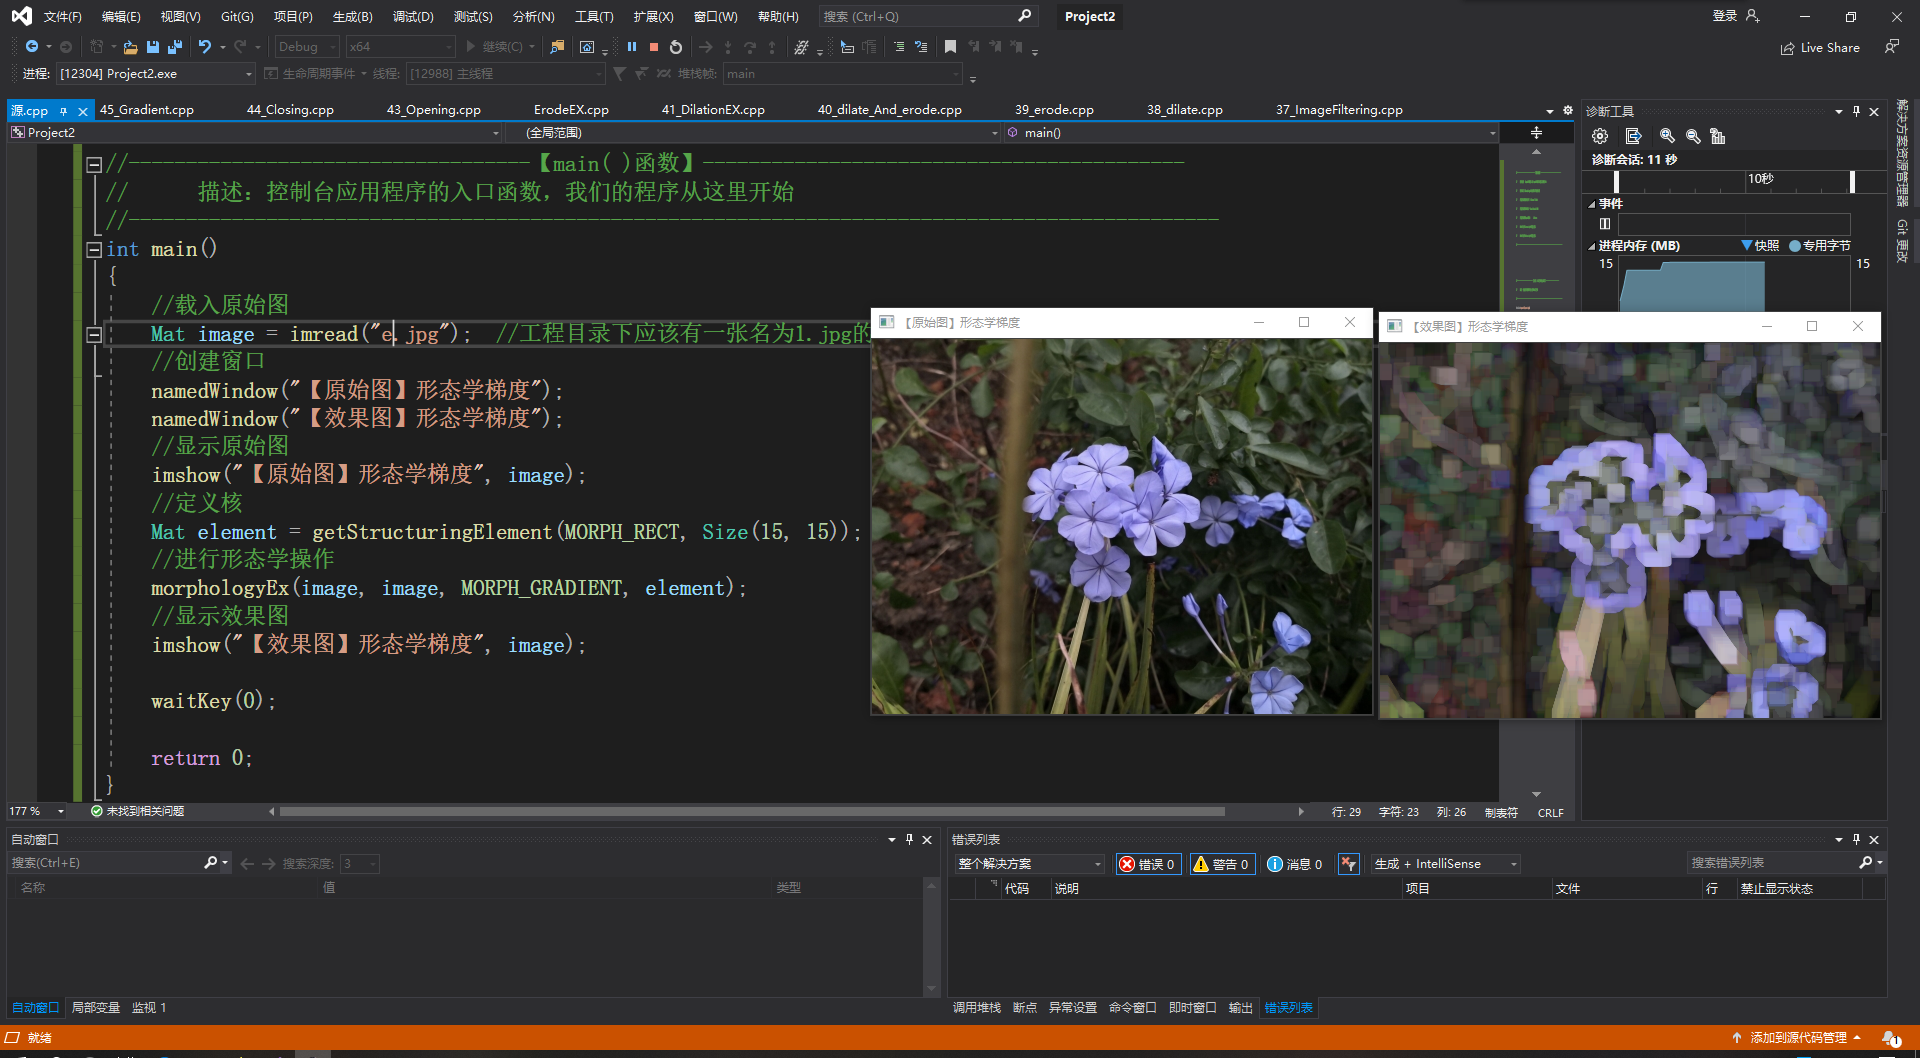 文件(F) 编辑(E) 视图(V) Git(G) 项目(P) 生成(B) 调试(D) 测试(S) 分析(N) 工具(T) 扩展(X) 窗口(W) 帮助(H) 搜索 (Ctrl+Q) Project2 登录
Debug x64 继续(C) Live Share
进程: [12304] Project2.exe 生命周期事件 线程: [12988] 主线程 堆栈帧: main
源.cpp 45_Gradient.cpp 44_Closing.cpp 43_Opening.cpp ErodeEX.cpp 41_DilationEX.cpp 40_dilate_And_erode.cpp 39_erode.cpp 38_dilate.cpp 37_ImageFiltering.cpp
Project2 (全局范围) main()
//-----------------------------------【main( )函数】------------------------------------------
// 描述：控制台应用程序的入口函数，我们的程序从这里开始
//-----------------------------------------------------------------------------------------------
int main()
{
//载入原始图
Mat image = imread("e.jpg"); //工程目录下应该有一张名为1.jpg的
//创建窗口
namedWindow("【原始图】形态学梯度");
namedWindow("【效果图】形态学梯度");
//显示原始图
imshow("【原始图】形态学梯度", image);
//定义核
Mat element = getStructuringElement(MORPH_RECT, Size(15, 15));
//进行形态学操作
morphologyEx(image, image, MORPH_GRADIENT, element);
//显示效果图
imshow("【效果图】形态学梯度", image);
waitKey(0);
return 0;
}
【原始图】形态学梯度
【效果图】形态学梯度
诊断工具
诊断会话: 11 秒
10秒
事件
进程内存 (MB) 快照 专用字节
15 15
解决方案资源管理器
Git 更改
177 % 未找到相关问题 行: 29 字符: 23 列: 26 制表符 CRLF
自动窗口
搜索(Ctrl+E) 搜索深度: 3
名称 值 类型
自动窗口 局部变量 监视 1
错误列表
整个解决方案 错误 0 警告 0 消息 0 生成 + IntelliSense 搜索错误列表
代码 说明 项目 文件 行 禁止显示状态
调用堆栈 断点 异常设置 命令窗口 即时窗口 输出 错误列表
就绪 添加到源代码管理 1